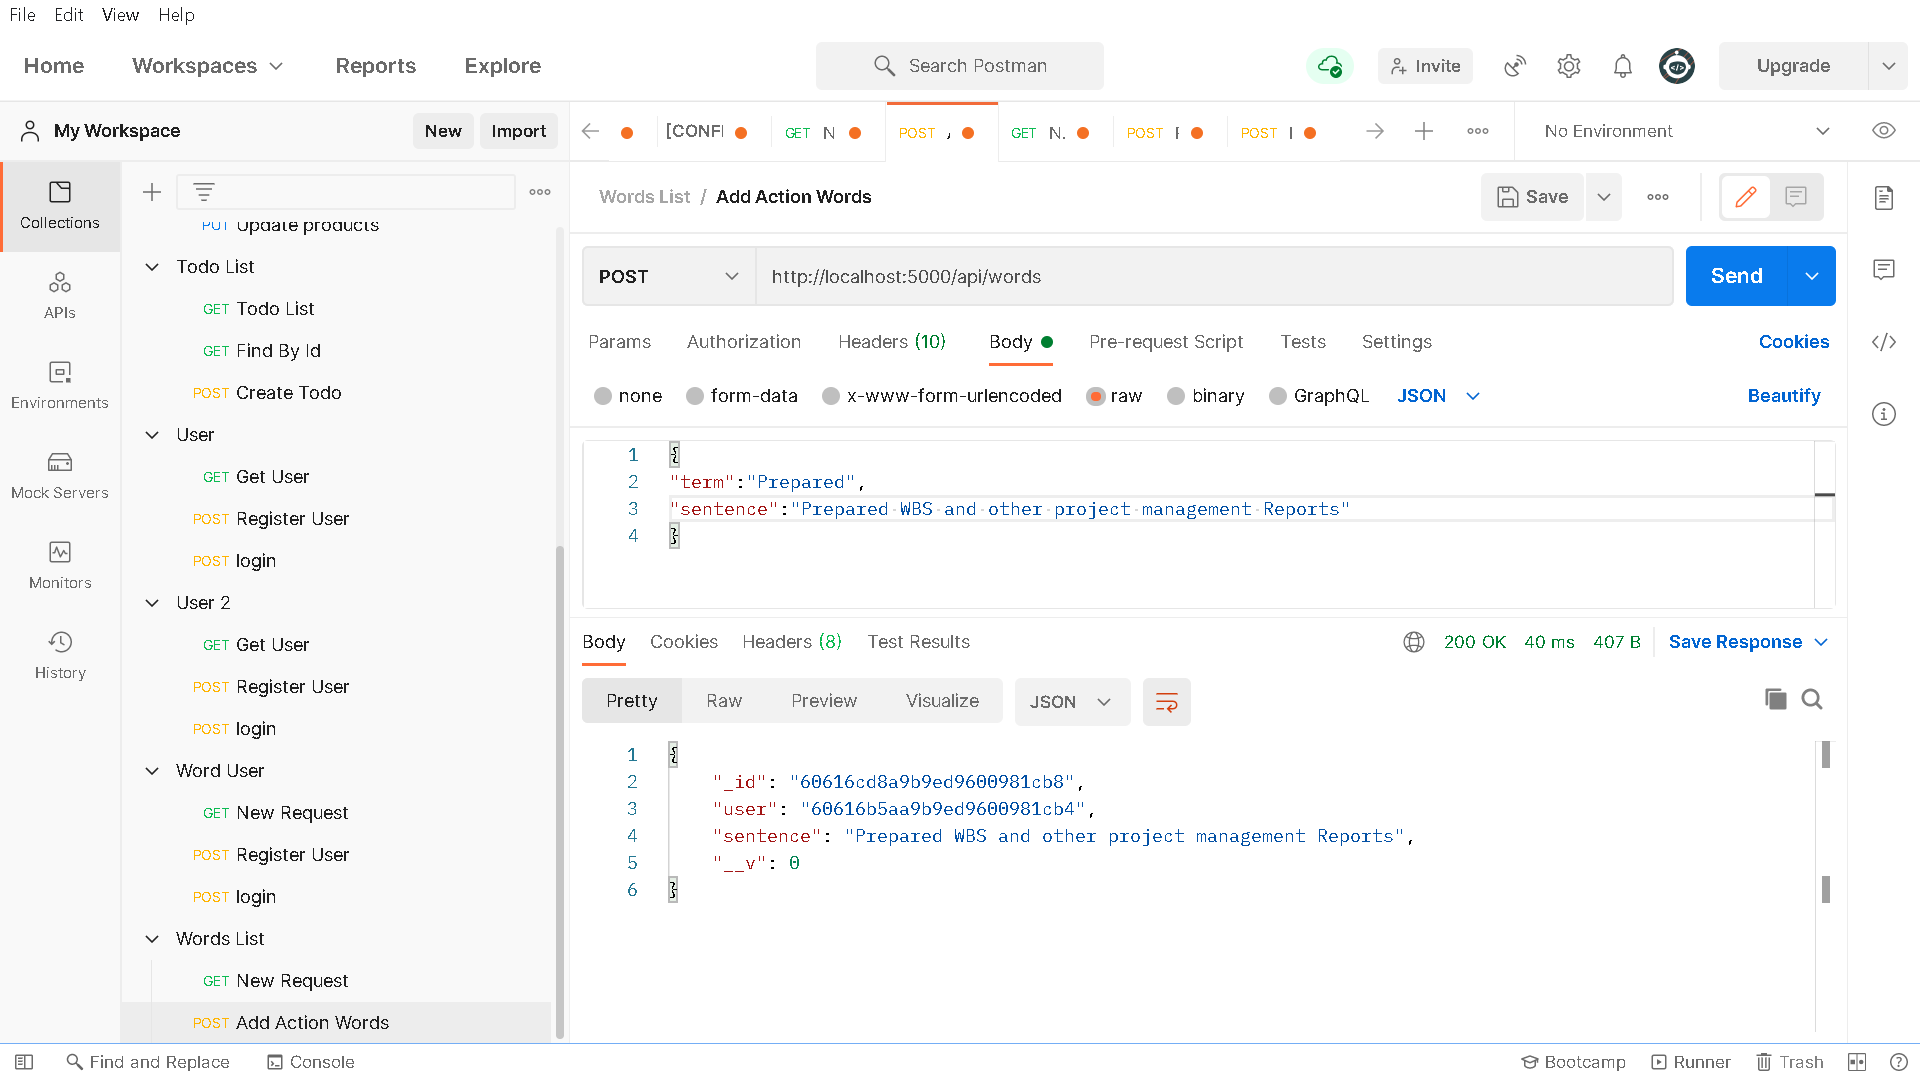 File Edit View Help
Home Workspaces Reports Explore Search Postman Invite Upgrade
My Workspace New Import
[CONFI GET N POST GET N. POST POST No Environment
Collections
APIs
Environments
Mock Servers
Monitors
History
PUT Update products
Todo List
GET Todo List
GET Find By Id
POST Create Todo
User
GET Get User
POST Register User
POST login
User 2
GET Get User
POST Register User
POST login
Word User
GET New Request
POST Register User
POST login
Words List
GET New Request
POST Add Action Words
Words List / Add Action Words Save
POST http://localhost:5000/api/words Send
Params Authorization Headers (10) Body Pre-request Script Tests Settings Cookies
none form-data x-www-form-urlencoded raw binary GraphQL JSON Beautify
1 {
2 "term":"Prepared",
3 "sentence":"Prepared WBS and other project management Reports"
4 }
Body Cookies Headers (8) Test Results 200 OK 40 ms 407 B Save Response
Pretty Raw Preview Visualize JSON
1 {
2 "_id": "60616cd8a9b9ed9600981cb8",
3 "user": "60616b5aa9b9ed9600981cb4",
4 "sentence": "Prepared WBS and other project management Reports",
5 "__v": 0
6 }
Find and Replace Console Bootcamp Runner Trash